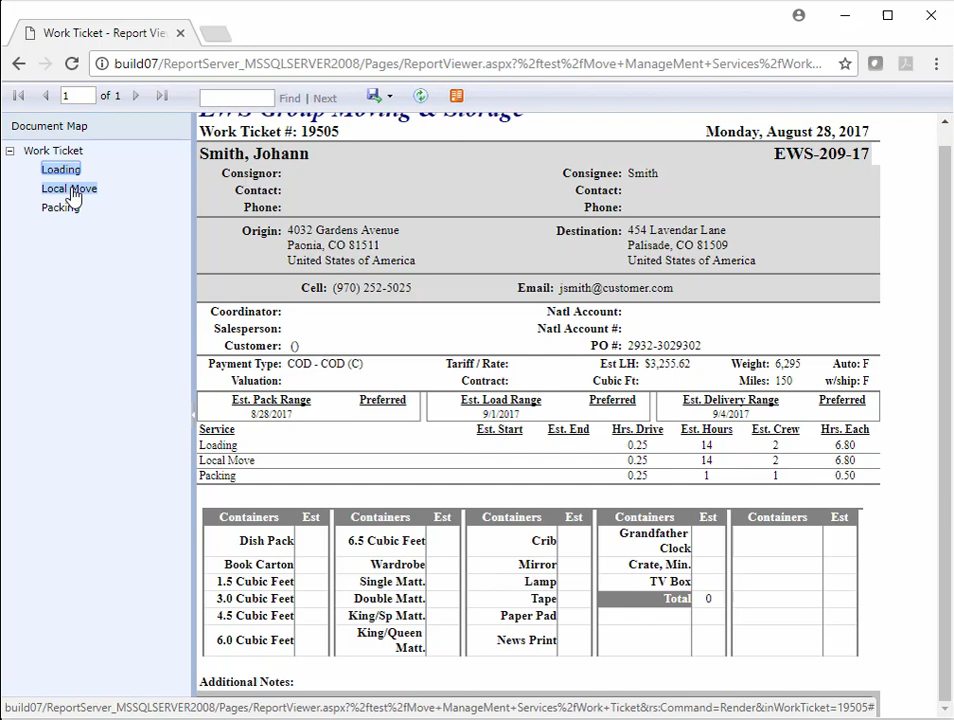 Work Ticket - Report Vie
build07/ReportServer_MSSQLSERVER2008/Pages/ReportViewer.aspx?%2ftest%2fMove+ManageMent+Services%2fWork...
1 of 1 Find | Next
Document Map
Work Ticket
Loading
Local Move
Packing
EWS Group Moving & Storage
Work Ticket #: 19505 Monday, August 28, 2017
Smith, Johann EWS-209-17
Consignor: Consignee: Smith
Contact: Contact:
Phone: Phone:
Origin: 4032 Gardens Avenue Destination: 454 Lavendar Lane
Paonia, CO 81511 Palisade, CO 81509
United States of America United States of America
Cell: (970) 252-5025 Email: jsmith@customer.com
Coordinator: Natl Account:
Salesperson: Natl Account #:
Customer: () PO #: 2932-3029302
Payment Type: COD - COD (C) Tariff / Rate: Est LH: $3,255.62 Weight: 6,295 Auto: F
Valuation: Contract: Cubic Ft: Miles: 150 w/ship: F
Est. Pack Range Preferred Est. Load Range Preferred Est. Delivery Range Preferred
8/28/2017 9/1/2017 9/4/2017
Service Est. Start Est. End Hrs. Drive Est. Hours Est. Crew Hrs. Each
Loading 0.25 14 2 6.80
Local Move 0.25 14 2 6.80
Packing 0.25 1 1 0.50
Containers Est Containers Est Containers Est Containers Est Containers Est
Dish Pack 6.5 Cubic Feet Crib Grandfather
Clock
Book Carton Wardrobe Mirror Crate, Min.
1.5 Cubic Feet Single Matt. Lamp TV Box
3.0 Cubic Feet Double Matt. Tape Total 0
4.5 Cubic Feet King/Sp Matt. Paper Pad
6.0 Cubic Feet King/Queen News Print
Matt.
Additional Notes:
build07/ReportServer_MSSQLSERVER2008/Pages/ReportViewer.aspx?%2ftest%2fMove+ManageMent+Services%2fWork+Ticket&rs:Command=Render&inWorkTicket=19505#